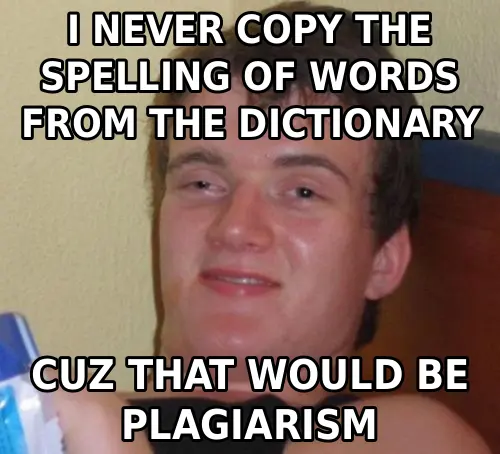 I NEVER COPY THE
SPELLING OF WORDS
FROM THE DICTIONARY
CUZ THAT WOULD BE
PLAGIARISM